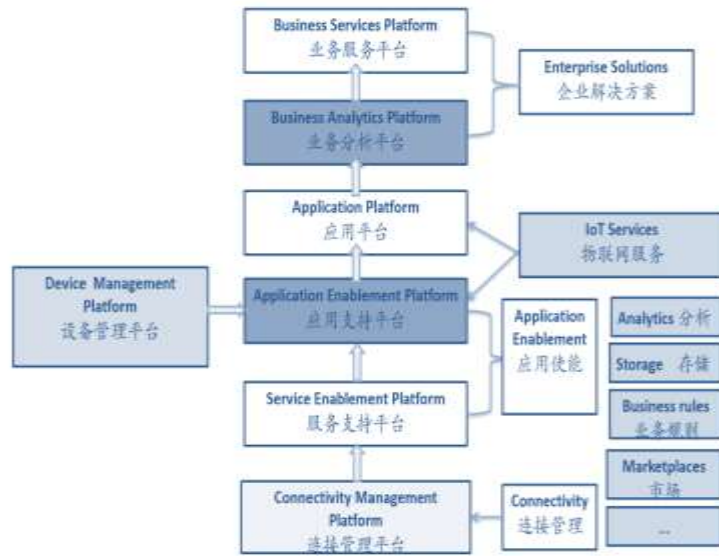 Business Services Platform
业务服务平台
Enterprise Solutions
企业解决方案
Business Analytics Platform
业务分析平台
Application Platform
应用平台
IoT Services
物联网服务
Device Management
Platform
设备管理平台
Application Enablement Platform
应用支持平台
Application
Enablement
应用使能
Analytics 分析
Storage 存储
Business rules
业务规则
Service Enablement Platform
服务支持平台
Marketplaces
市场
Connectivity Management
Platform
连接管理平台
Connectivity
连接管理
...